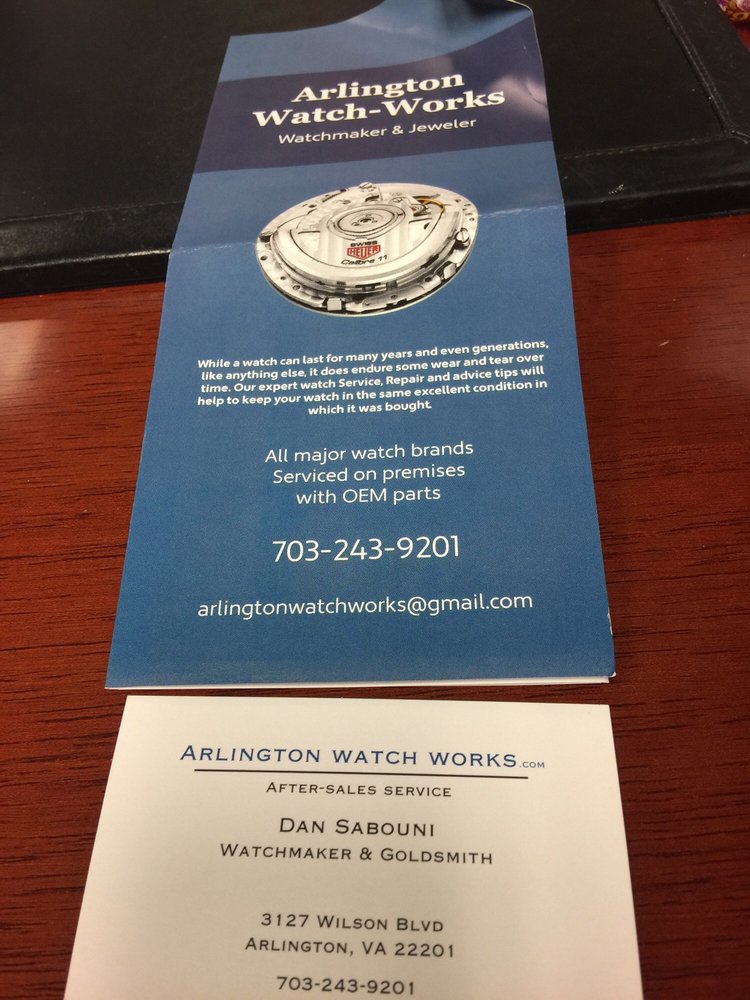 Arlington
Watch-Works
Watchmaker & Jeweler
SWISS
HEUER
Calibre 11
While a watch can last for many years and even generations,
like anything else, it does endure some wear and tear over
time. Our expert watch Service, Repair and advice tips will
help to keep your watch in the same excellent condition in
which it was bought.
All major watch brands
Serviced on premises
with OEM parts
703-243-9201
arlingtonwatchworks@gmail.com
ARLINGTON WATCH WORKS.COM
AFTER-SALES SERVICE
DAN SABOUNI
WATCHMAKER & GOLDSMITH
3127 WILSON BLVD
ARLINGTON, VA 22201
703-243-9201